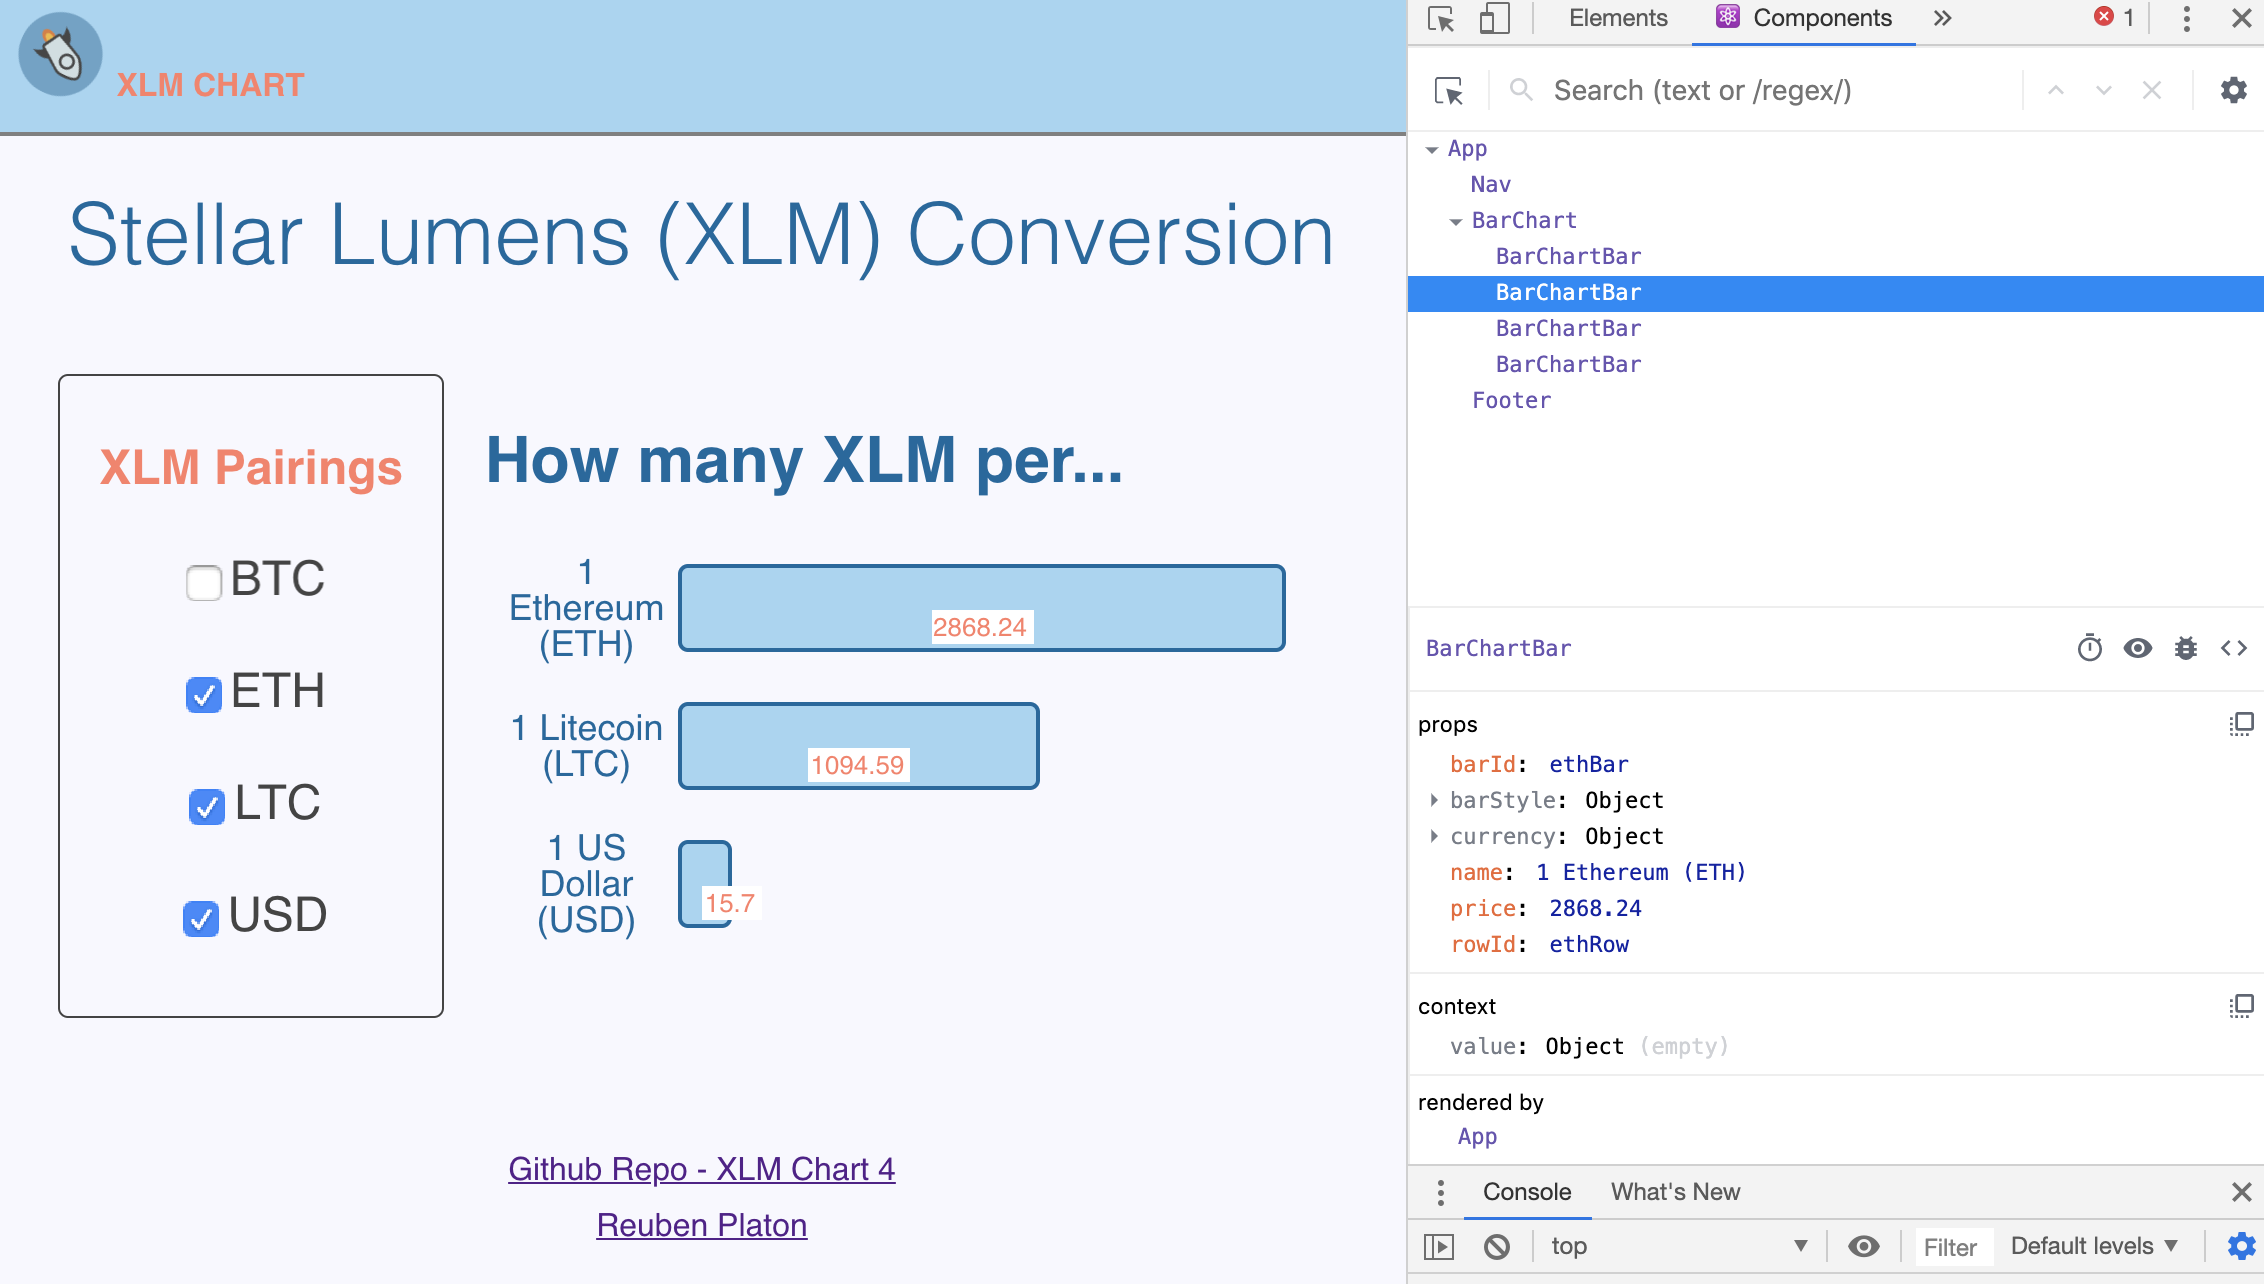 XLM CHART
Stellar Lumens (XLM) Conversion
XLM Pairings
BTC
ETH
LTC
USD
How many XLM per...
1
Ethereum
(ETH)
2868.24
1 Litecoin
(LTC)
1094.59
1 US
Dollar
(USD)
15.7
Github Repo - XLM Chart 4
Reuben Platon
Elements Components 1
Search (text or /regex/)
App
Nav
BarChart
BarChartBar
BarChartBar
BarChartBar
BarChartBar
Footer
BarChartBar
props
barId: ethBar
barStyle: Object
currency: Object
name: 1 Ethereum (ETH)
price: 2868.24
rowId: ethRow
context
value: Object (empty)
rendered by
App
Console What's New
top Filter Default levels